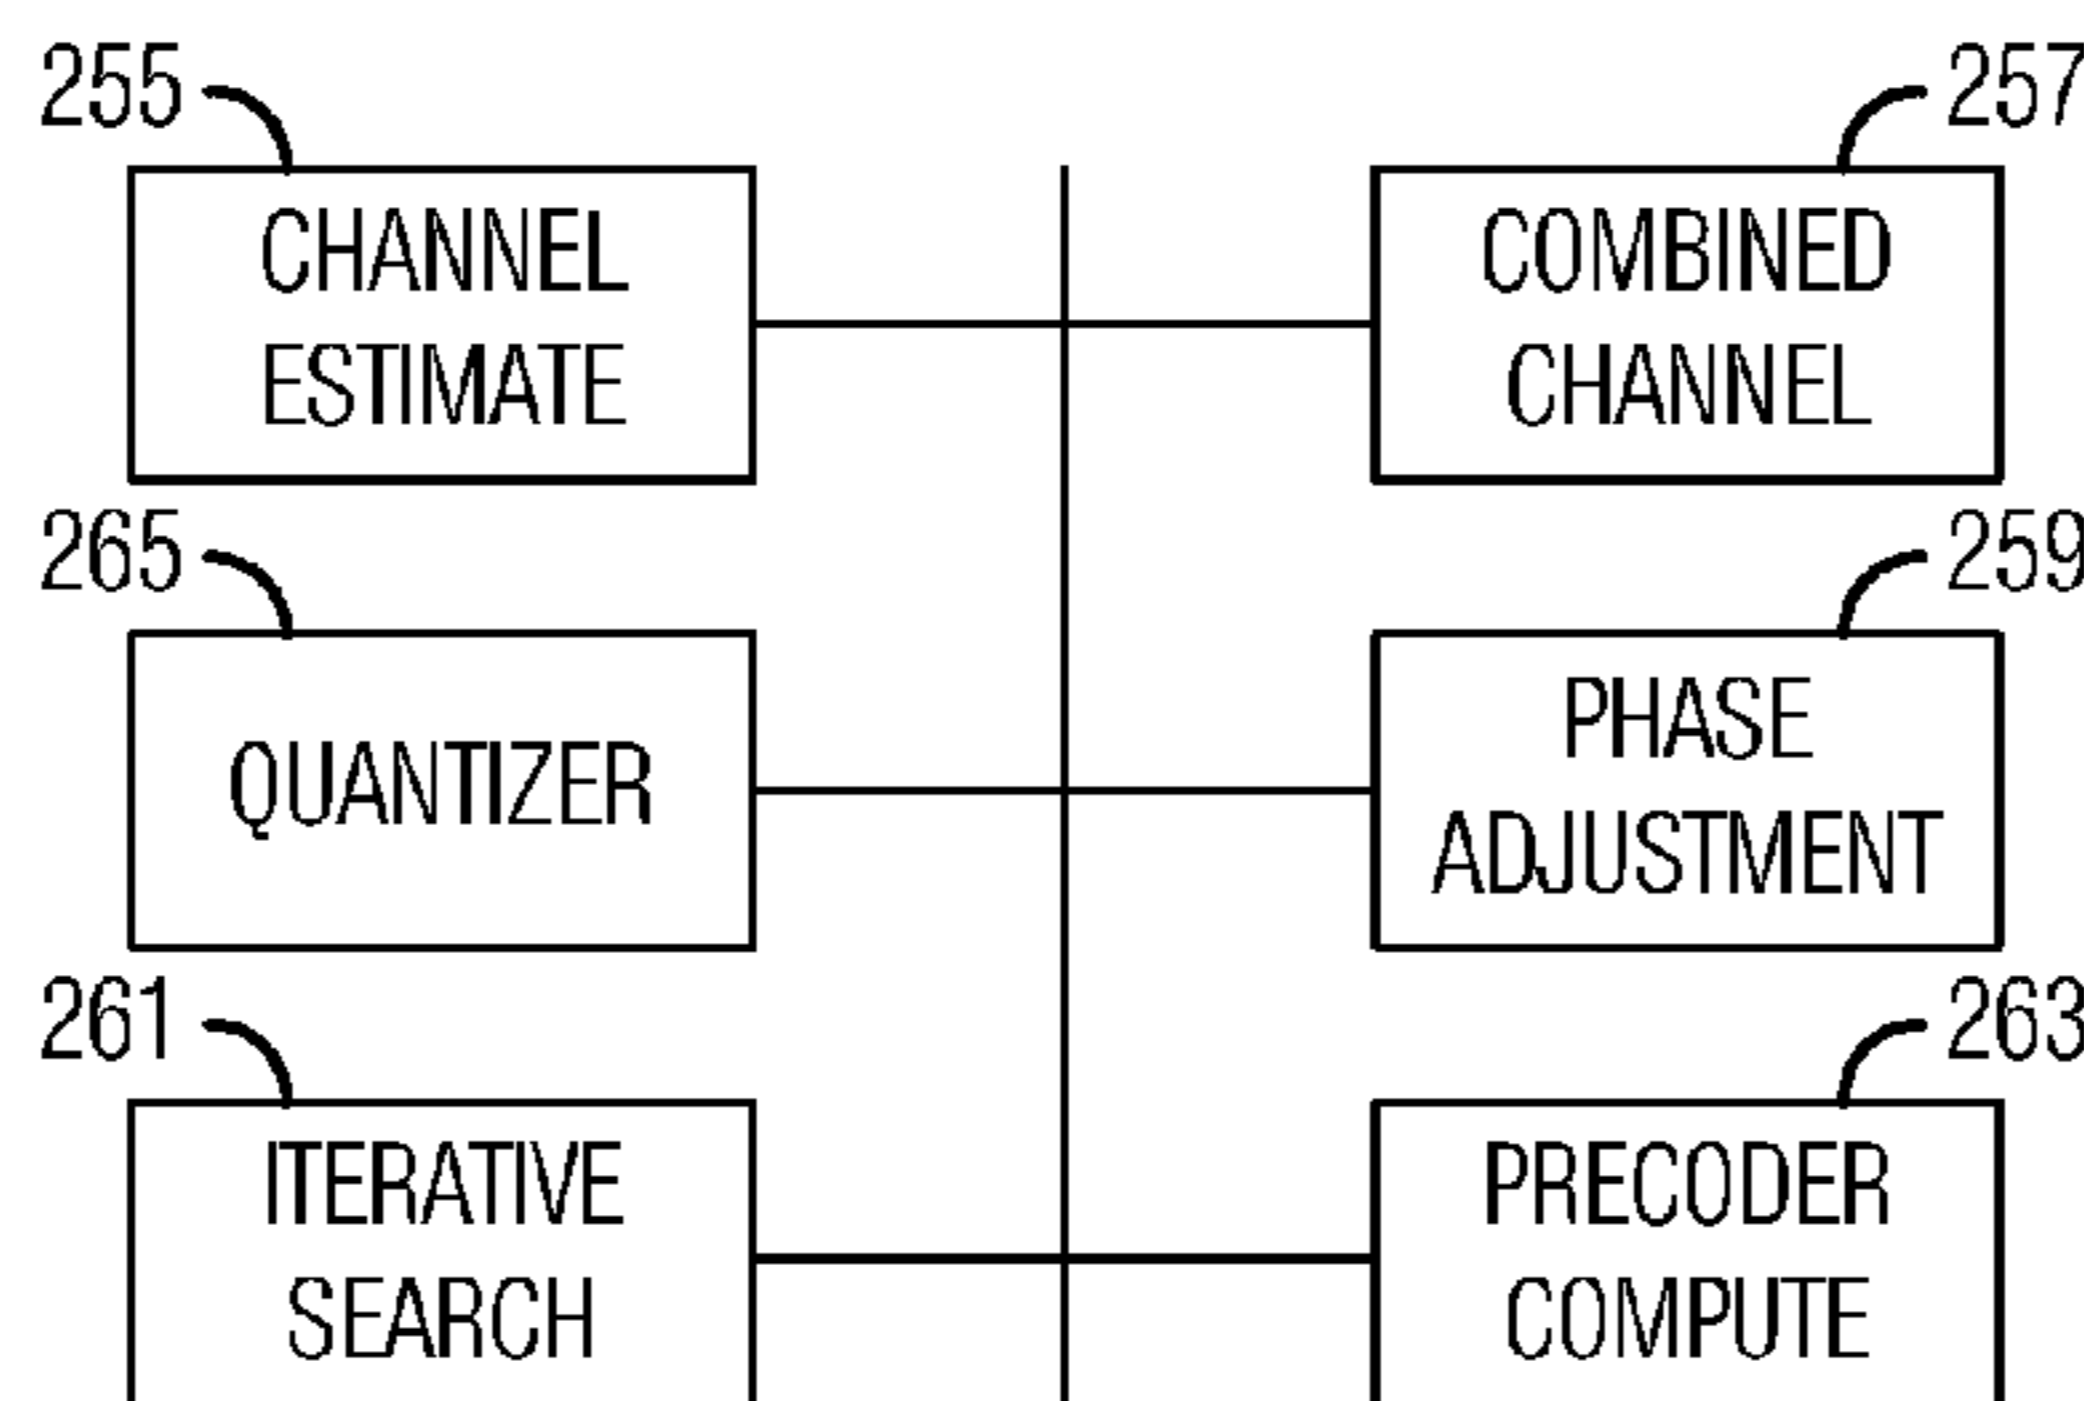 255
257
CHANNEL
ESTIMATE
COMBINED
CHANNEL
265
259
QUANTIZER
PHASE
ADJUSTMENT
261
263
ITERATIVE
SEARCH
PRECODER
COMPUTE